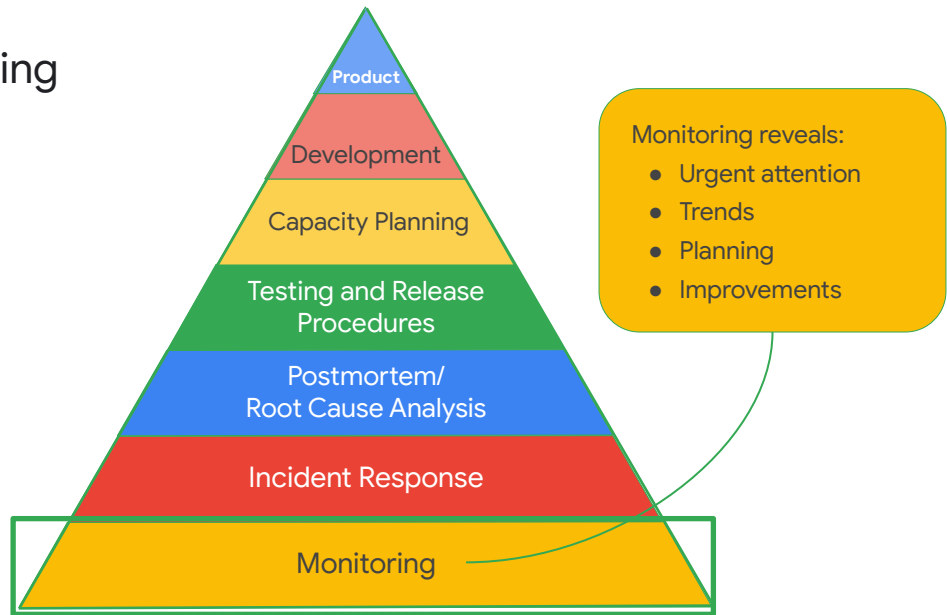 ing
Product
Development
Capacity Planning
Testing and Release
Procedures
Postmortem/
Root Cause Analysis
Incident Response
Monitoring
Monitoring reveals:
● Urgent attention
● Trends
● Planning
● Improvements